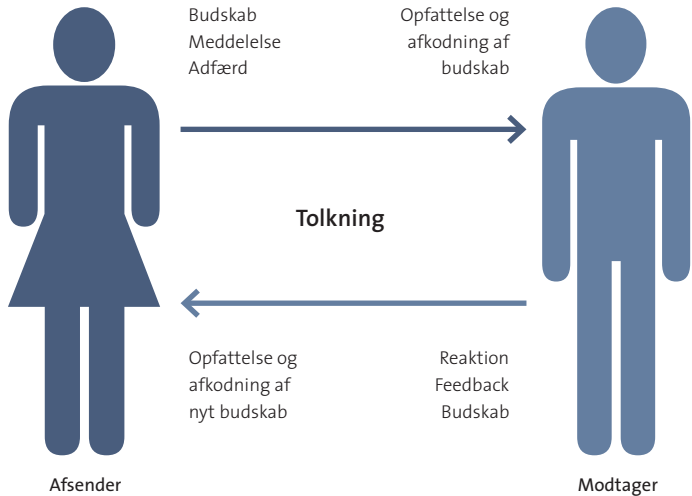 Budskab
Meddelelse
Adfærd
Opfattelse og
afkodning af
budskab
Tolkning
Opfattelse og
afkodning af
nyt budskab
Reaktion
Feedback
Budskab
Afsender
Modtager